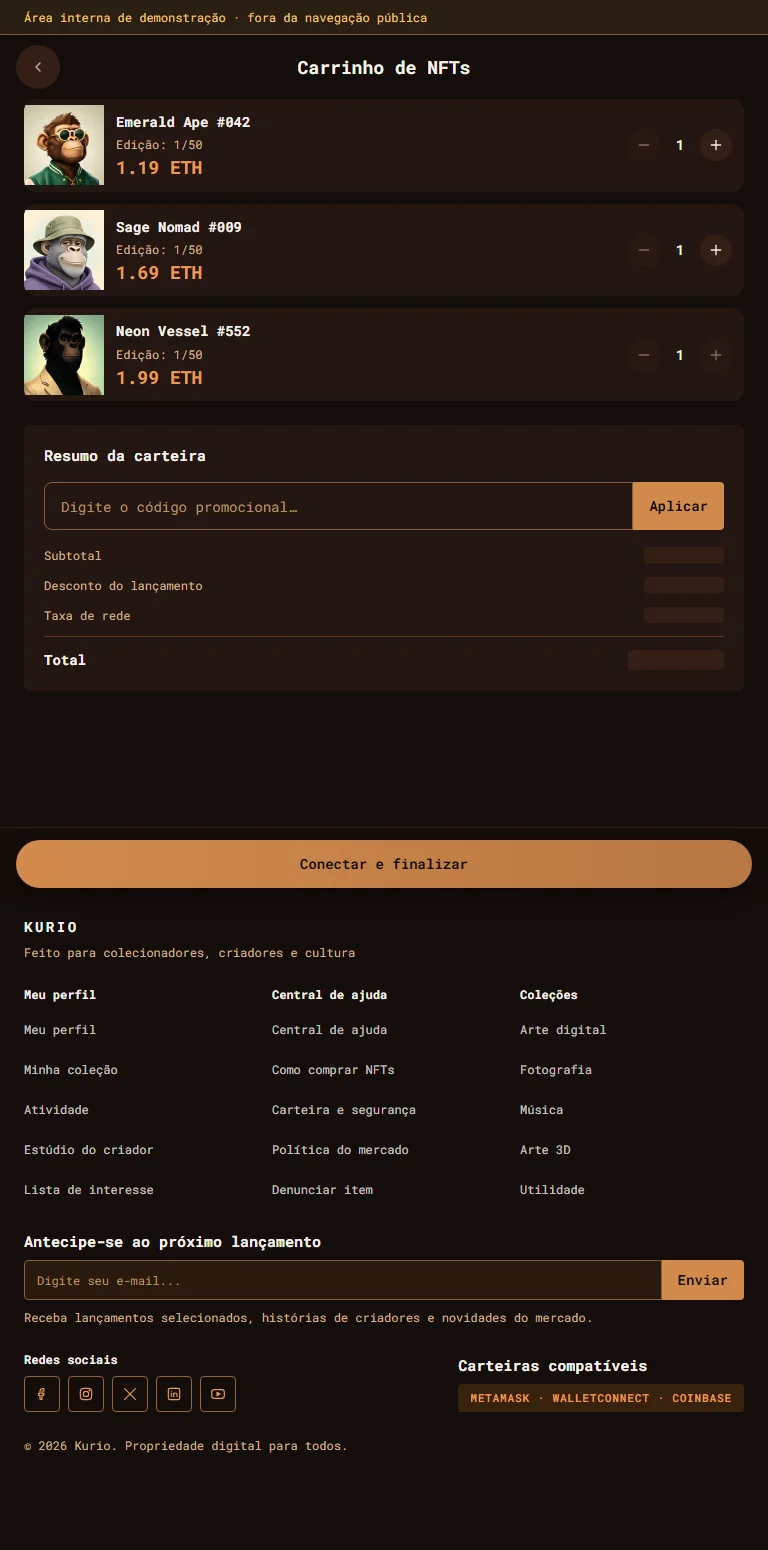 Área interna de demonstração · fora da navegação pública
Carrinho de NFTs
Emerald Ape #042
Edição: 1/50
1.19 ETH
1
Sage Nomad #009
Edição: 1/50
1.69 ETH
1
Neon Vessel #552
Edição: 1/50
1.99 ETH
1
Resumo da carteira
Digite o código promocional…
Aplicar
Subtotal
Desconto do lançamento
Taxa de rede
Total
Conectar e finalizar
KURIO
Feito para colecionadores, criadores e cultura
Meu perfil
Meu perfil
Minha coleção
Atividade
Estúdio do criador
Lista de interesse
Central de ajuda
Central de ajuda
Como comprar NFTs
Carteira e segurança
Política do mercado
Denunciar item
Coleções
Arte digital
Fotografia
Música
Arte 3D
Utilidade
Antecipe-se ao próximo lançamento
Digite seu e-mail...
Enviar
Receba lançamentos selecionados, histórias de criadores e novidades do mercado.
Redes sociais
Carteiras compatíveis
METAMASK · WALLETCONNECT · COINBASE
© 2026 Kurio. Propriedade digital para todos.